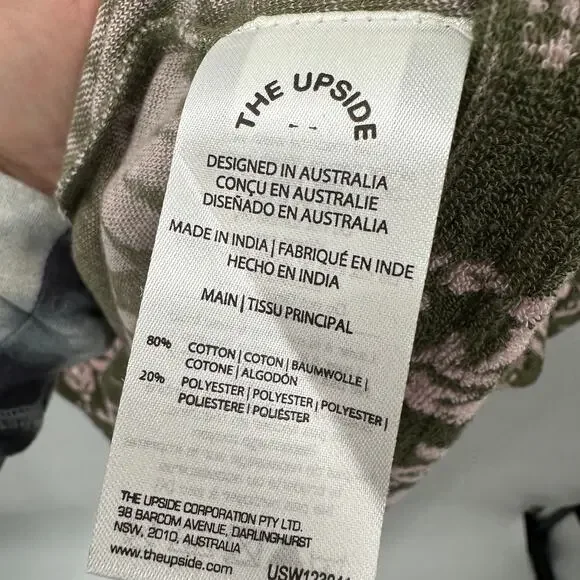 THE UPSIDE
DESIGNED IN AUSTRALIA
CONÇU EN AUSTRALIE
DISEÑADO EN AUSTRALIA
MADE IN INDIA | FABRIQUÉ EN INDE
HECHO EN INDIA
MAIN | TISSU PRINCIPAL
80% COTTON | COTON | BAUMWOLLE |
COTONE | ALGODÓN
20% POLYESTER | POLYESTER | POLYESTER |
POLIESTERE | POLIÉSTER
THE UPSIDE CORPORATION PTY LTD.
38 BARCOM AVENUE, DARLINGHURST
NSW, 2010, AUSTRALIA
www.theupside.com